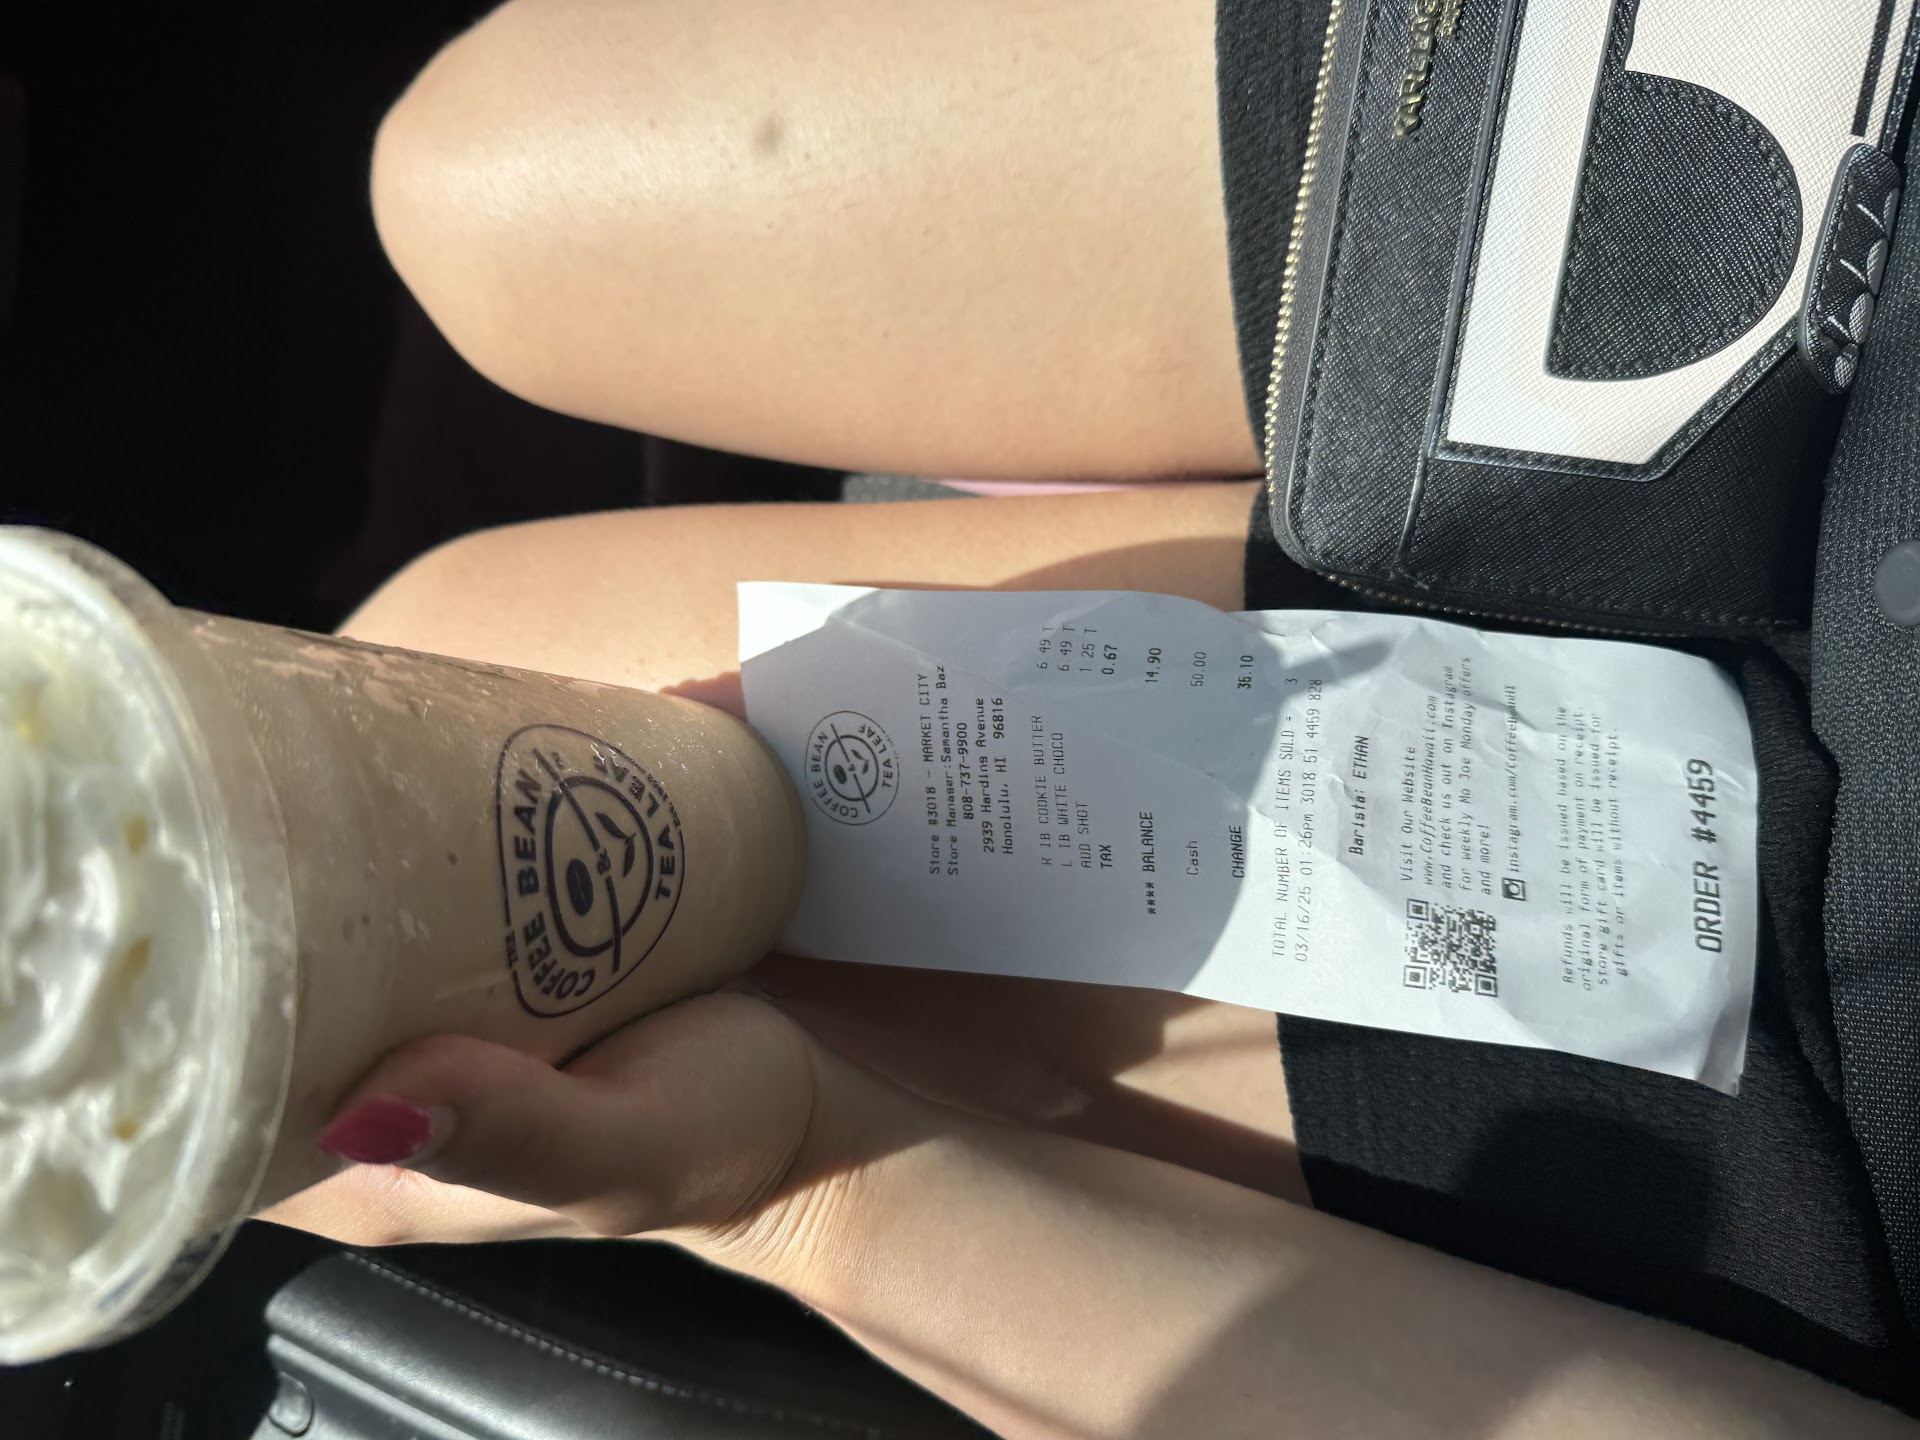 THE
COFFEE BEAN
&
TEA LEAF
COFFEE BEAN
&
TEA LEAF
Store #3018 - MARKET CITY
Store Manager:Samantha Baz
808-737-9900
2939 Harding Avenue
Honolulu, HI 96816
R IB COOKIE BUTTER 6.49 T
L IB WHITE CHOCO 6.49 T
ADD SHOT 1.25 T
TAX 0.67
**** BALANCE 14.90
Cash 50.00
CHANGE 35.10
TOTAL NUMBER OF ITEMS SOLD = 3
03/16/25 01:26pm 3018 51 4459 828
Barista: ETHAN
Visit Our Website
www.CoffeeBeanHawaii.com
and check us out on Instagram
for weekly Mo Joe Monday offers
and more!
instagram.com/coffeebeanHI
Refunds will be issued based on the
original form of payment on receipt.
Store gift card will be issued for
gifts or items without receipt.
ORDER #4459